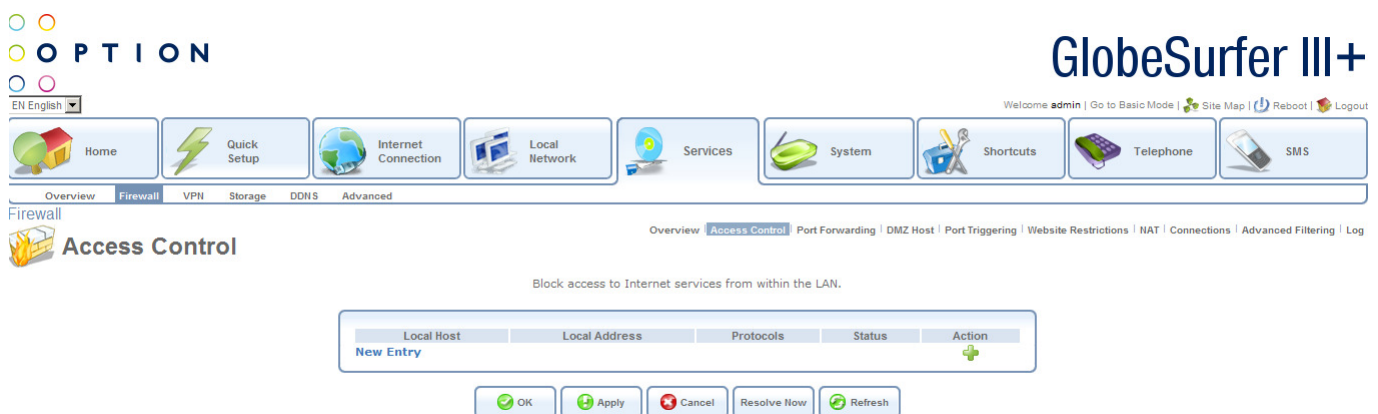 OPTION
GlobeSurfer III+
EN English
Welcome admin | Go to Basic Mode | Site Map | Reboot | Logout
Home
Quick Setup
Internet Connection
Local Network
Services
System
Shortcuts
Telephone
SMS
Overview Firewall VPN Storage DDNS Advanced
Firewall
Access Control
Overview | Access Control | Port Forwarding | DMZ Host | Port Triggering | Website Restrictions | NAT | Connections | Advanced Filtering | Log
Block access to Internet services from within the LAN.
Local Host Local Address Protocols Status Action
New Entry
OK Apply Cancel Resolve Now Refresh